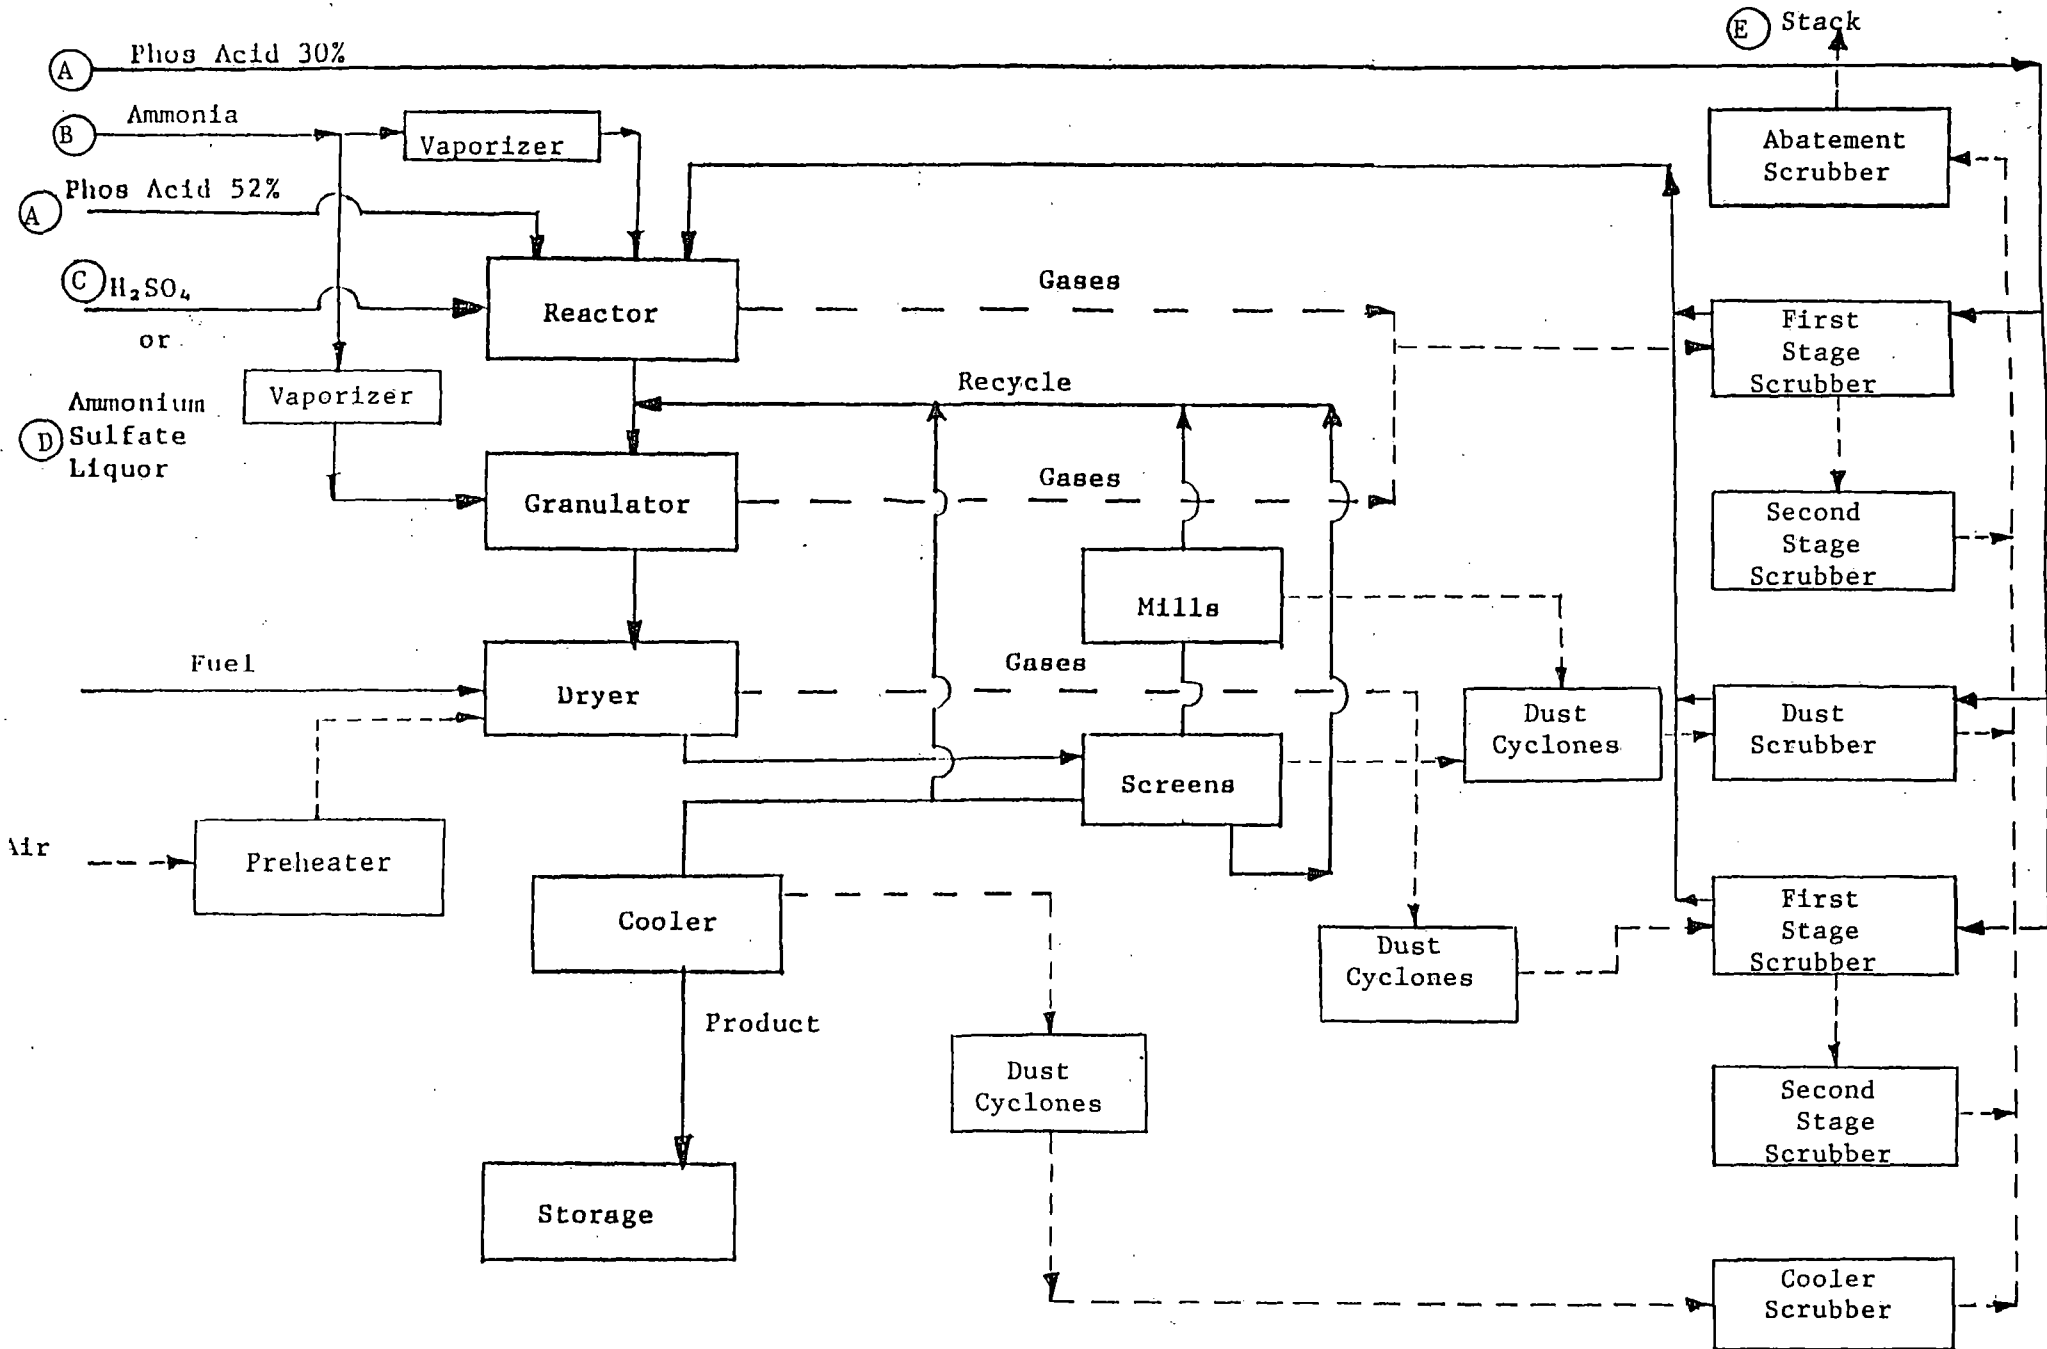 E Stack
A Phos Acid 30%
B Ammonia
Vaporizer
Abatement
Scrubber
A Phos Acid 52%
C H₂SO₄
or
Reactor
Gases
First
Stage
Scrubber
Vaporizer
Recycle
D Ammonium
Sulfate
Liquor
Granulator
Gases
Second
Stage
Scrubber
Mills
Fuel
Dryer
Gases
Dust
Cyclones
Dust
Scrubber
Screens
Air
Preheater
Cooler
Dust
Cyclones
First
Stage
Scrubber
Product
Dust
Cyclones
Second
Stage
Scrubber
Storage
Cooler
Scrubber